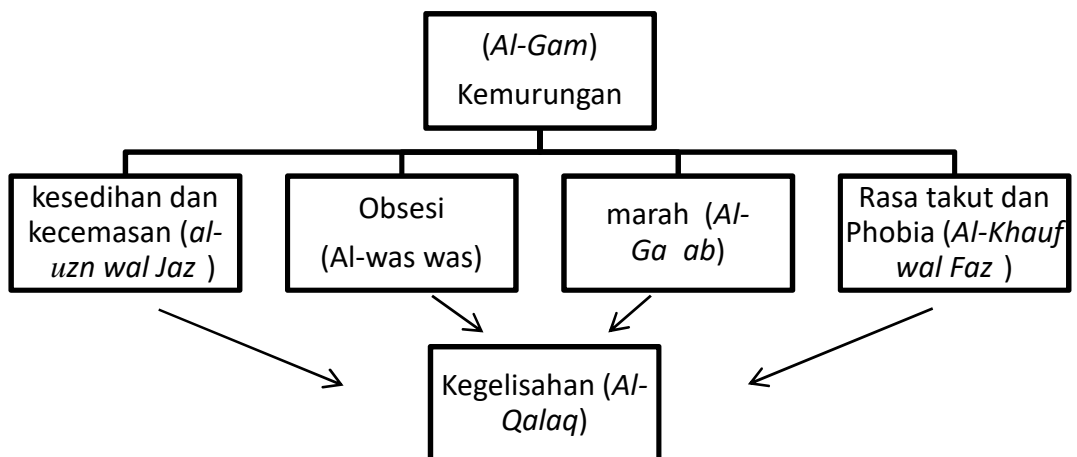 (Al-Gam)
Kemurungan
kesedihan dan
kecemasan (al-
uzn wal Jaz )
Obsesi
(Al-was was)
marah (Al-
Ga ab)
Rasa takut dan
Phobia (Al-Khauf
wal Faz )
Kegelisahan (Al-
Qalaq)